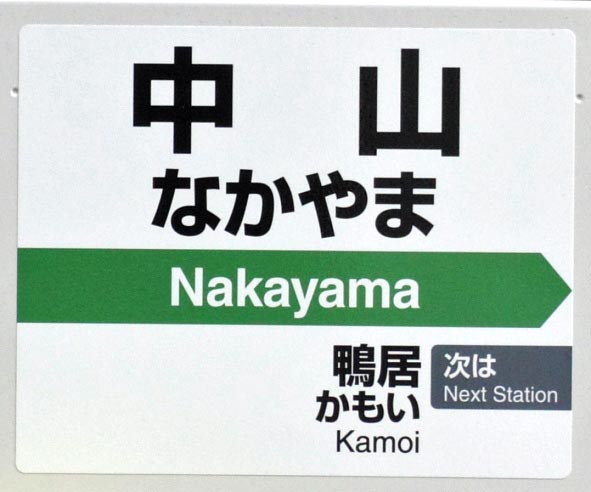 中山
なかやま
Nakayama
鴨居
かもい
Kamoi
次は
Next Station